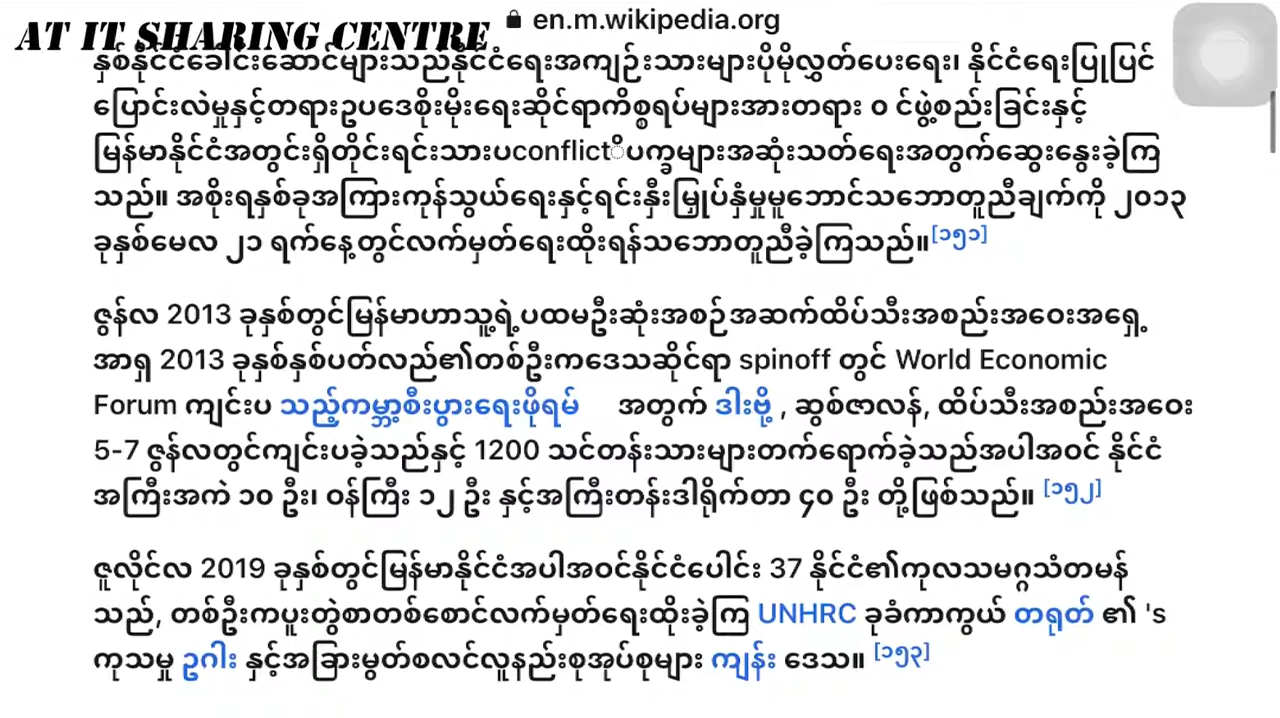 AT IT SHARING CENTRE
en.m.wikipedia.org
နှစ်နိုင်ငံခေါင်းဆောင်များသည်နိုင်ငံရေးအကျဉ်းသားများပိုမိုလွှတ်ပေးရေး၊ နိုင်ငံရေးပြုပြင်
ပြောင်းလဲမှုနှင့်တရားဥပဒေစိုးမိုးရေးဆိုင်ရာကိစ္စရပ်များအားတရား ၀ င်ဖွဲ့စည်းခြင်းနှင့်
မြန်မာနိုင်ငံအတွင်းရှိတိုင်းရင်းသားပconflictိပက္ခများအဆုံးသတ်ရေးအတွက်ဆွေးနွေးခဲ့ကြ
သည်။ အစိုးရနှစ်ခုအကြားကုန်သွယ်ရေးနှင့်ရင်းနှီးမြှုပ်နှံမှုမူဘောင်သဘောတူညီချက်ကို ၂၀၁၃
ခုနှစ်မေလ ၂၁ ရက်နေ့တွင်လက်မှတ်ရေးထိုးရန်သဘောတူညီခဲ့ကြသည်။[၁၅၁]
ဇွန်လ 2013 ခုနှစ်တွင်မြန်မာဟာသူ့ရဲ့ပထမဦးဆုံးအစဉ်အဆက်ထိပ်သီးအစည်းအဝေးအရှေ့
အာရှ 2013 ခုနှစ်နှစ်ပတ်လည်၏တစ်ဦးကဒေသဆိုင်ရာ spinoff တွင် World Economic
Forum ကျင်းပ သည့်ကမ္ဘာ့စီးပွားရေးဖိုရမ် အတွက် ဒါးဗို့ , ဆွစ်ဇာလန်, ထိပ်သီးအစည်းအဝေး
5-7 ဇွန်လတွင်ကျင်းပခဲ့သည်နှင့် 1200 သင်တန်းသားများတက်ရောက်ခဲ့သည်အပါအဝင် နိုင်ငံ
အကြီးအကဲ ၁၀ ဦး၊ ဝန်ကြီး ၁၂ ဦး နှင့်အကြီးတန်းဒါရိုက်တာ ၄၀ ဦး တို့ဖြစ်သည်။ [၁၅၂]
ဇူလိုင်လ 2019 ခုနှစ်တွင်မြန်မာနိုင်ငံအပါအဝင်နိုင်ငံပေါင်း 37 နိုင်ငံ၏ကုလသမဂ္ဂသံတမန်
သည်, တစ်ဦးကပူးတွဲစာတစ်စောင်လက်မှတ်ရေးထိုးခဲ့ကြ UNHRC ခုခံကာကွယ် တရုတ် ၏ 's
ကုသမှု ဥဂါး နှင့်အခြားမွတ်စလင်လူနည်းစုအုပ်စုများ ကျန်း ဒေသ။ [၁၅၃]